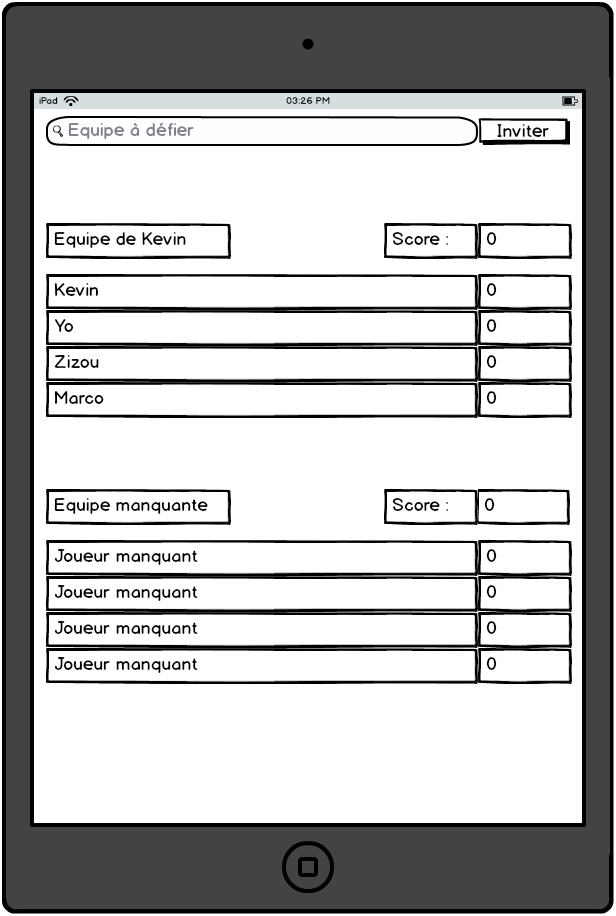 iPad 03:26 PM
Equipe à défier Inviter
Equipe de Kevin Score : 0
Kevin 0
Yo 0
Zizou 0
Marco 0
Equipe manquante Score : 0
Joueur manquant 0
Joueur manquant 0
Joueur manquant 0
Joueur manquant 0